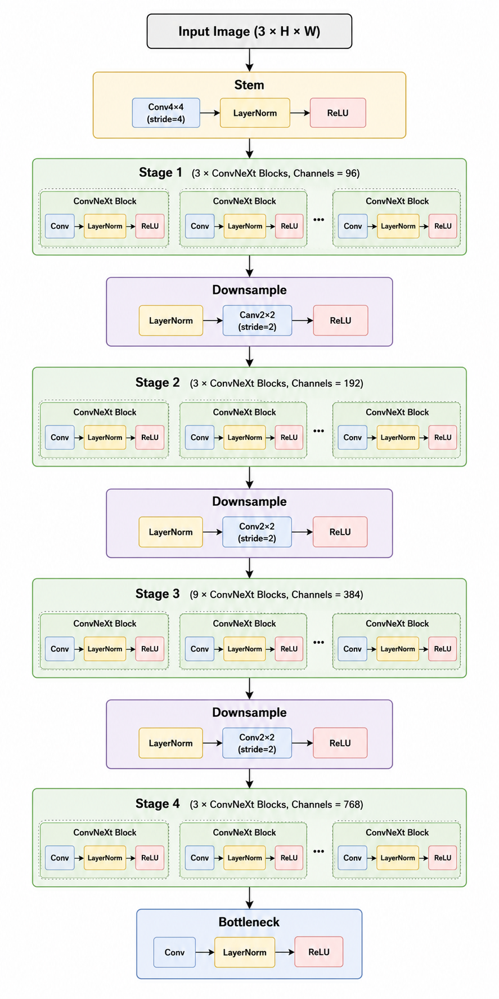 Input Image (3 × H × W)
Stem
Conv4×4
(stride=4)
LayerNorm
ReLU
Stage 1 (3 × ConvNeXt Blocks, Channels = 96)
ConvNeXt Block
Conv
LayerNorm
ReLU
ConvNeXt Block
Conv
LayerNorm
ReLU
•••
ConvNeXt Block
Conv
LayerNorm
ReLU
Downsample
LayerNorm
Canv2×2
(stride=2)
ReLU
Stage 2 (3 × ConvNeXt Blocks, Channels = 192)
ConvNeXt Block
Conv
LayerNorm
ReLU
ConvNeXt Block
Conv
LayerNorm
ReLU
•••
ConvNeXt Block
Conv
LayerNorm
ReLU
Downsample
LayerNorm
Conv2×2
(stride=2)
ReLU
Stage 3 (9 × ConvNeXt Blocks, Channels = 384)
ConvNeXt Block
Conv
LayerNorm
ReLU
ConvNeXt Block
Conv
LayerNorm
ReLU
•••
ConvNeXt Block
Conv
LayerNorm
ReLU
Downsample
LayerNorm
Conv2×2
(stride=2)
ReLU
Stage 4 (3 × ConvNeXt Blocks, Channels = 768)
ConvNeXt Block
Conv
LayerNorm
ReLU
ConvNeXt Block
Conv
LayerNorm
ReLU
•••
ConvNeXt Block
Conv
LayerNorm
ReLU
Bottleneck
Conv
LayerNorm
ReLU